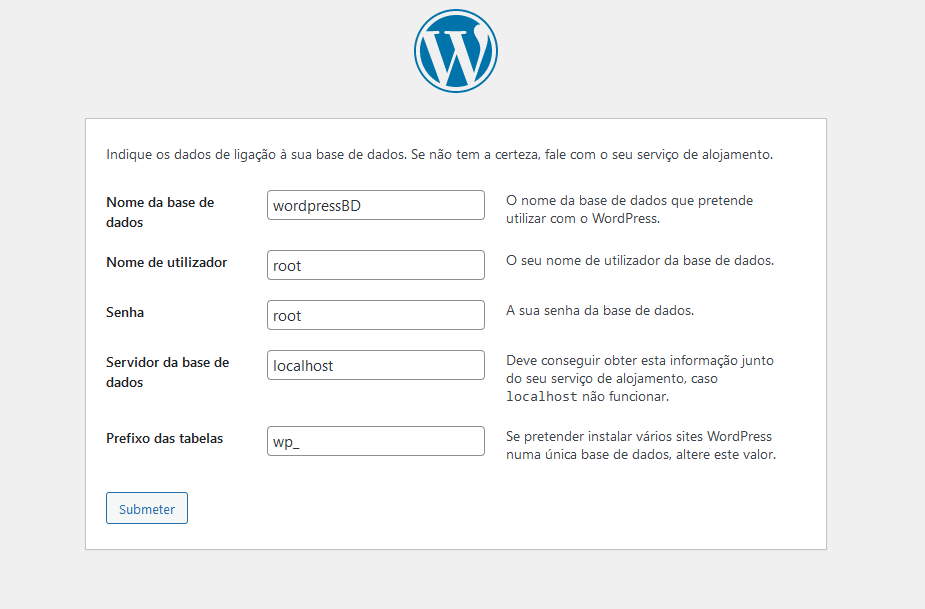 W
Indique os dados de ligação à sua base de dados. Se não tem a certeza, fale com o seu serviço de alojamento.
Nome da base de
dados
wordpressBD
O nome da base de dados que pretende
utilizar com o WordPress.
Nome de utilizador
root
O seu nome de utilizador da base de dados.
Senha
root
A sua senha da base de dados.
Servidor da base de
dados
localhost
Deve conseguir obter esta informação junto
do seu serviço de alojamento, caso
localhost não funcionar.
Prefixo das tabelas
wp_
Se pretender instalar vários sites WordPress
numa única base de dados, altere este valor.
Submeter